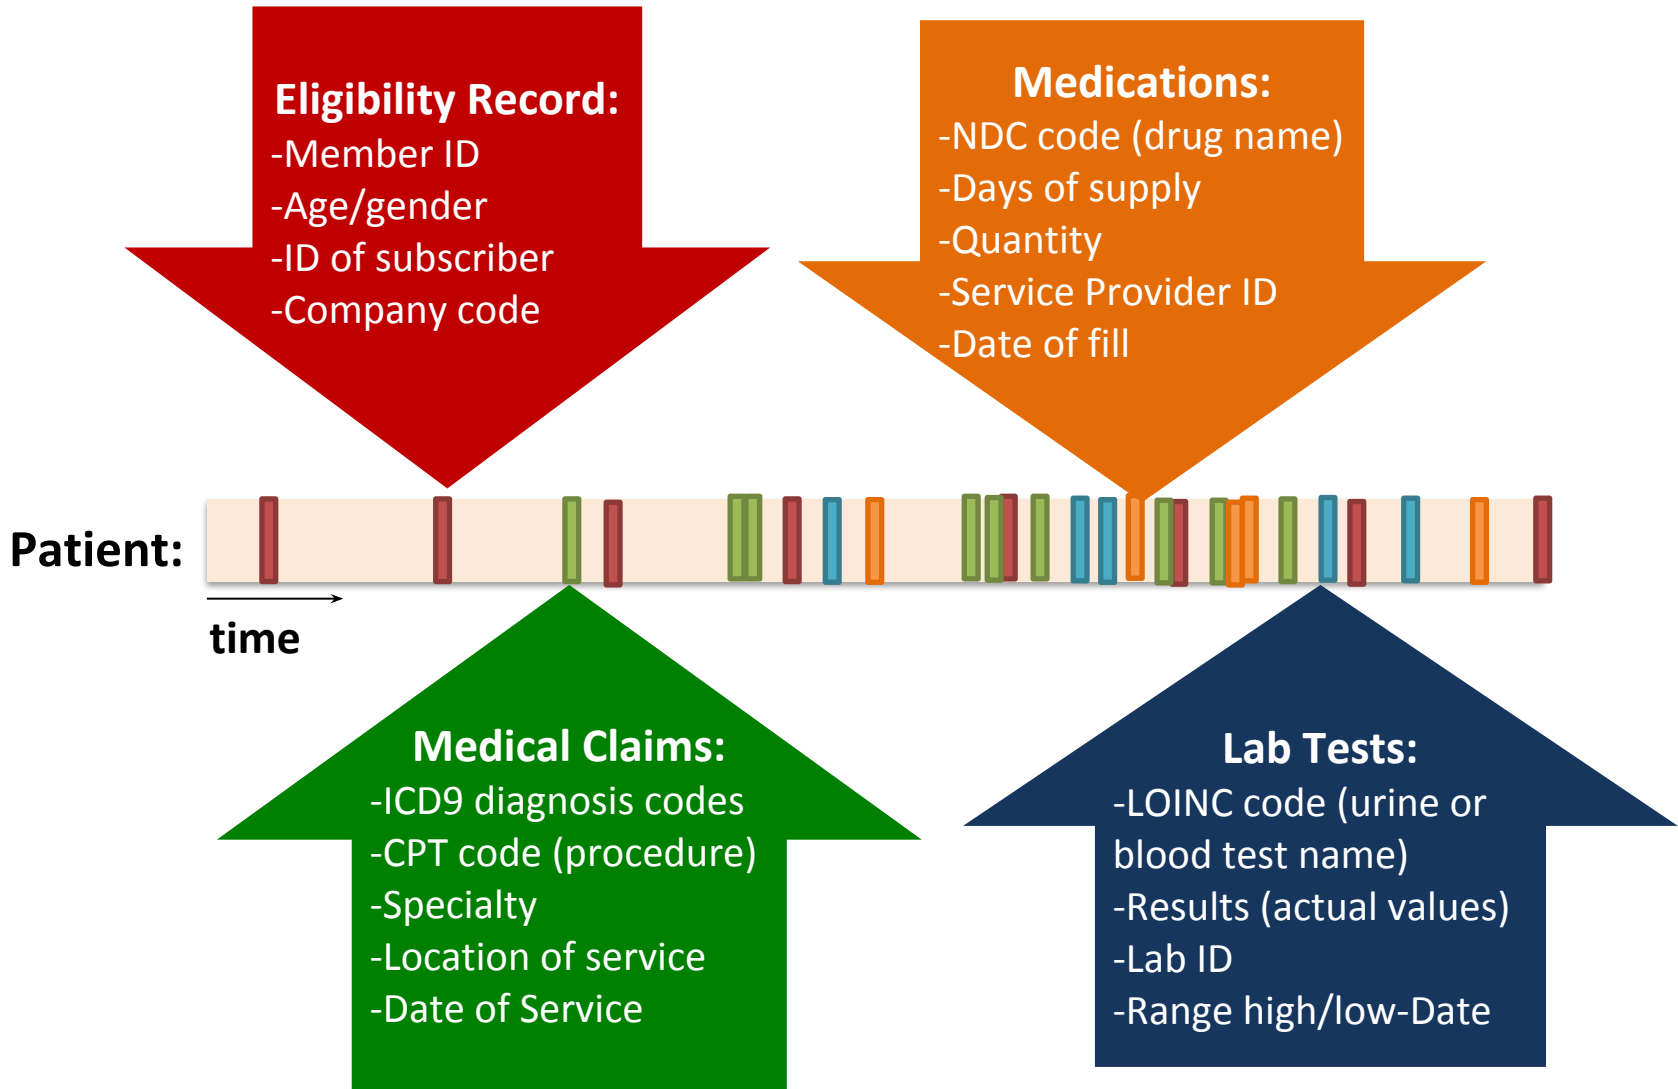 Eligibility Record:
-Member ID
-Age/gender
-ID of subscriber
-Company code
Medications:
-NDC code (drug name)
-Days of supply
-Quantity
-Service Provider ID
-Date of fill
Patient:
time
Medical Claims:
-ICD9 diagnosis codes
-CPT code (procedure)
-Specialty
-Location of service
-Date of Service
Lab Tests:
-LOINC code (urine or
blood test name)
-Results (actual values)
-Lab ID
-Range high/low-Date